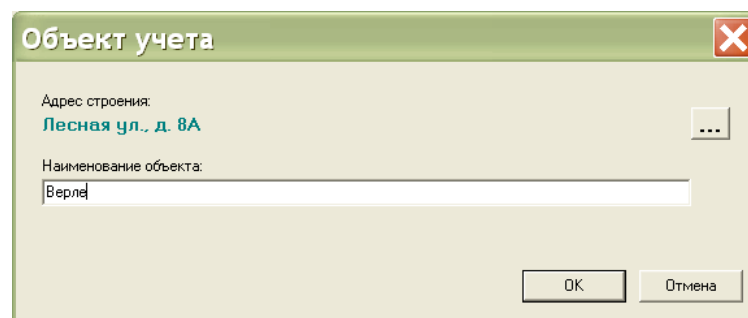 Объект учета
Адрес строения:
Лесная ул., д. 8А
...
Наименование объекта:
Верле
OK
Отмена